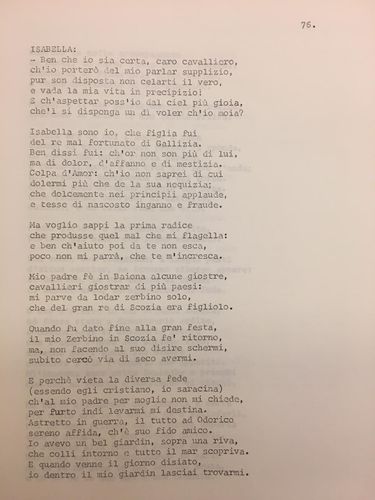 76.
ISABELLA:
- Ben che io sia certa, caro cavalliero,
ch'io porterò del mio parlar supplizio,
pur son disposta non celarti il vero,
e vada la mia vita in precipizio:
E ch'aspettar poss'io dal ciel più gioia,
che'l si disponga un di voler ch'io moia?
Isabella sono io, che figlia fui
del re mal fortunato di Gallizia.
Ben dissi fui: ch'or non son più di lui,
ma di dolor, d'affanno e di mestizia.
Colpa d'Amor: ch'io non saprei di cui
dolermi più che de la sua nequizia;
che dolcemente nei principii applaude,
e tesse di nascosto inganno e fraude.
Ma voglio sappi la prima radice
che produsse quel mal che mi flagella:
e ben ch'aiuto poi da te non esca,
poco non mi parrà, che te m'incresca.
Mio padre fè in Baiona alcune giostre,
cavallieri giostrar di più paesi:
mi parve da lodar zerbino solo,
che del gran re di Scozia era figliolo.
Quando fu dato fine alla gran festa,
il mio Zerbino in Scozia fe' ritorno,
ma, non facendo al suo disire schermi,
subito cercò via di seco avermi.
E perchè vieta la diversa fede
(essendo egli cristiano, io saracina)
ch'al mio padre per moglie non mi chiede,
per furto indi levarmi mi destina.
Astretto in guerra, il tutto ad Odorico
sereno affida, ch'è suo fido amico.
Io avevo un bel giardin, sopra una riva,
che colli intorno e tutto il mar scopriva.
E quando venne il giorno disiato,
io dentro il mio giardin lasciai trovarmi.